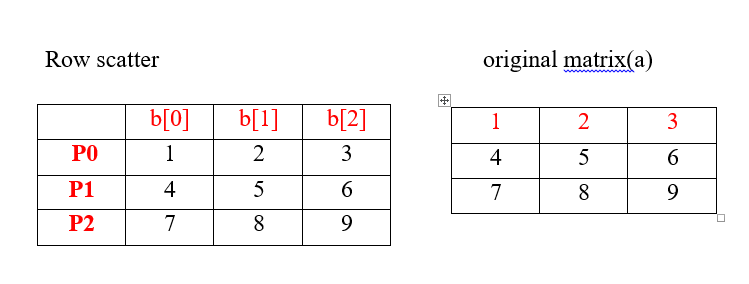 Row scatter
original matrix(a)
b[0] b[1] b[2]
P0 1 2 3
P1 4 5 6
P2 7 8 9
1 2 3
4 5 6
7 8 9